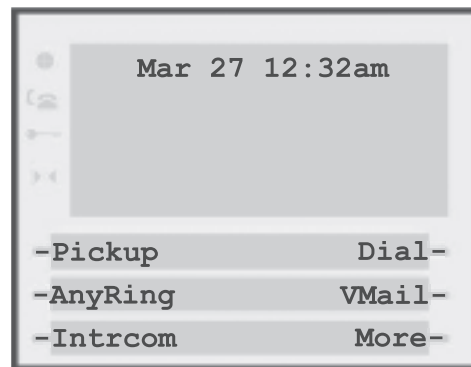 Mar 27 12:32am
-Pickup Dial-
-AnyRing VMail-
-Intrcom More-